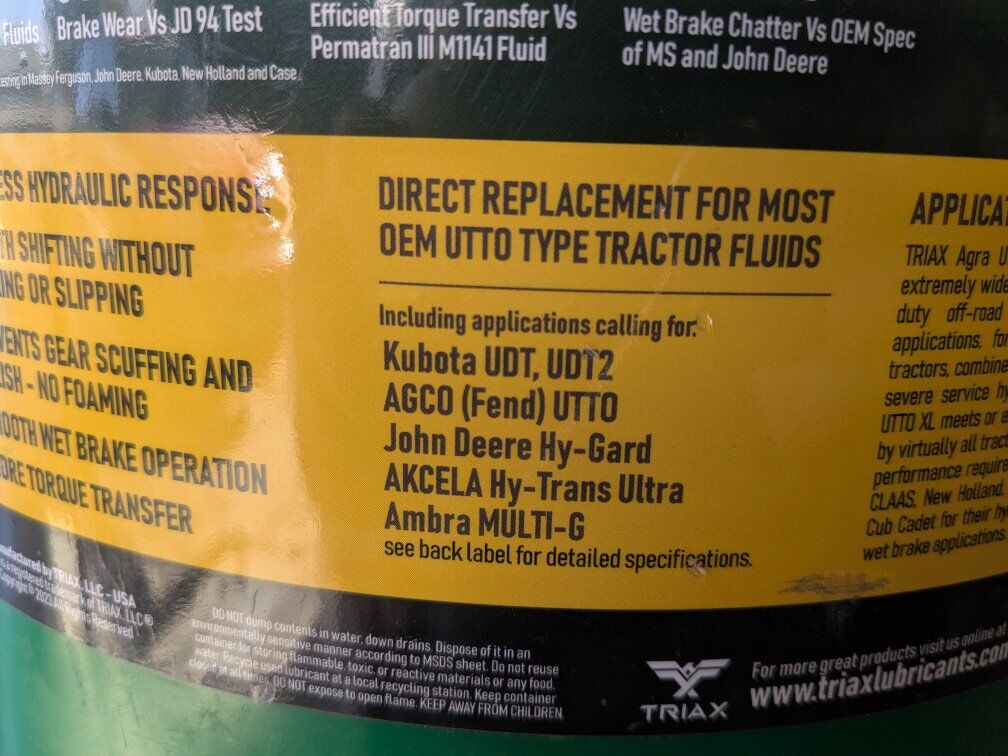 Fluids
Brake Wear Vs JD 94 Test
Efficient Torque Transfer Vs
Permatran III M1141 Fluid
Wet Brake Chatter Vs OEM Spec
of MS and John Deere
Massey Ferguson, John Deere, Kubota, New Holland and Case
ESS HYDRAULIC RESPONSE
TH SHIFTING WITHOUT
ING OR SLIPPING
VENTS GEAR SCUFFING AND
ISH - NO FOAMING
OOTH WET BRAKE OPERATION
ORE TORQUE TRANSFER
DIRECT REPLACEMENT FOR MOST
OEM UTTO TYPE TRACTOR FLUIDS
Including applications calling for:
Kubota UDT, UDT2
AGCO (Fend) UTTO
John Deere Hy-Gard
AKCELA Hy-Trans Ultra
Ambra MULTI-G
see back label for detailed specifications.
APPLICAT
TRIAX Agra U
extremely wide
duty off-road
applications, for
tractors, combine
severe service hy
UTTO XL meets or
by virtually all tract
performance require
CLAAS, New Holland,
Cub Cadet for their hy
wet brake applications.
manufactured by TRIAX, LLC - USA
is a registered trademark of TRIAX, LLC ®
Copyright © 2023 All Rights Reserved
DO NOT dump contents in water, down drains. Dispose of it in an
environmentally sensitive manner according to MSDS sheet. Do not reuse
container for storing flammable, toxic, or reactive materials or any food,
water. Recycle used lubricant at a local recycling station. Keep container
closed at all times. DO NOT expose to open flame. KEEP AWAY FROM CHILDREN
TRIAX
For more great products visit us online at
www.triaxlubricants.com